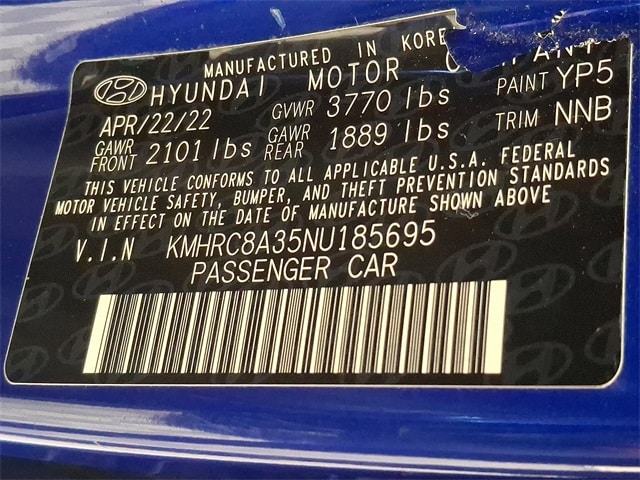 MANUFACTURED IN KORE
HYUNDAI MOTOR
APR/22/22 GVWR 3770 lbs PAINT YP5
GAWR FRONT 2101 lbs GAWR REAR 1889 lbs TRIM NNB
THIS VEHICLE CONFORMS TO ALL APPLICABLE U.S.A. FEDERAL
MOTOR VEHICLE SAFETY, BUMPER, AND THEFT PREVENTION STANDARDS
IN EFFECT ON THE DATE OF MANUFACTURE SHOWN ABOVE
V.I.N KMHRC8A35NU185695
PASSENGER CAR